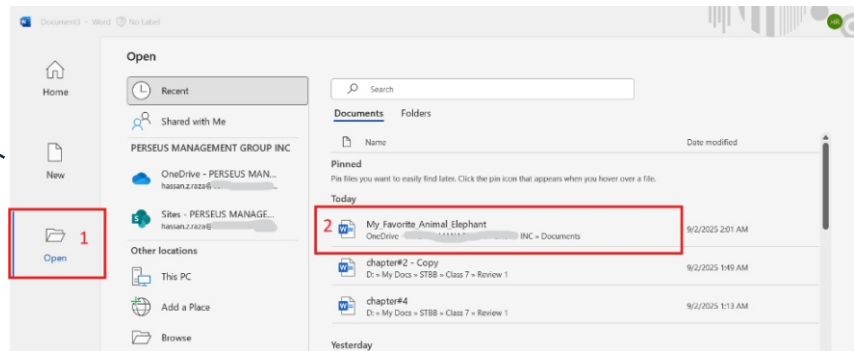 Document3 - Word No Label
HR
Open
Home
New
1
Open
Recent
Shared with Me
PERSEUS MANAGEMENT GROUP INC
OneDrive - PERSEUS MAN...
hassan.z.raza@
Sites - PERSEUS MANAGE...
hassan.z.raza@
Other locations
This PC
Add a Place
Browse
Search
Documents Folders
Name Date modified
Pinned
Pin files you want to easily find later. Click the pin icon that appears when you hover over a file.
Today
2 My_Favorite_Animal_Elephant 9/2/2025 2:01 AM
OneDrive - INC » Documents
chapter#2 - Copy 9/2/2025 1:49 AM
D: » My Docs » STBB » Class 7 » Review 1
chapter#4 9/2/2025 1:13 AM
D: » My Docs » STBB » Class 7 » Review 1
Yesterday